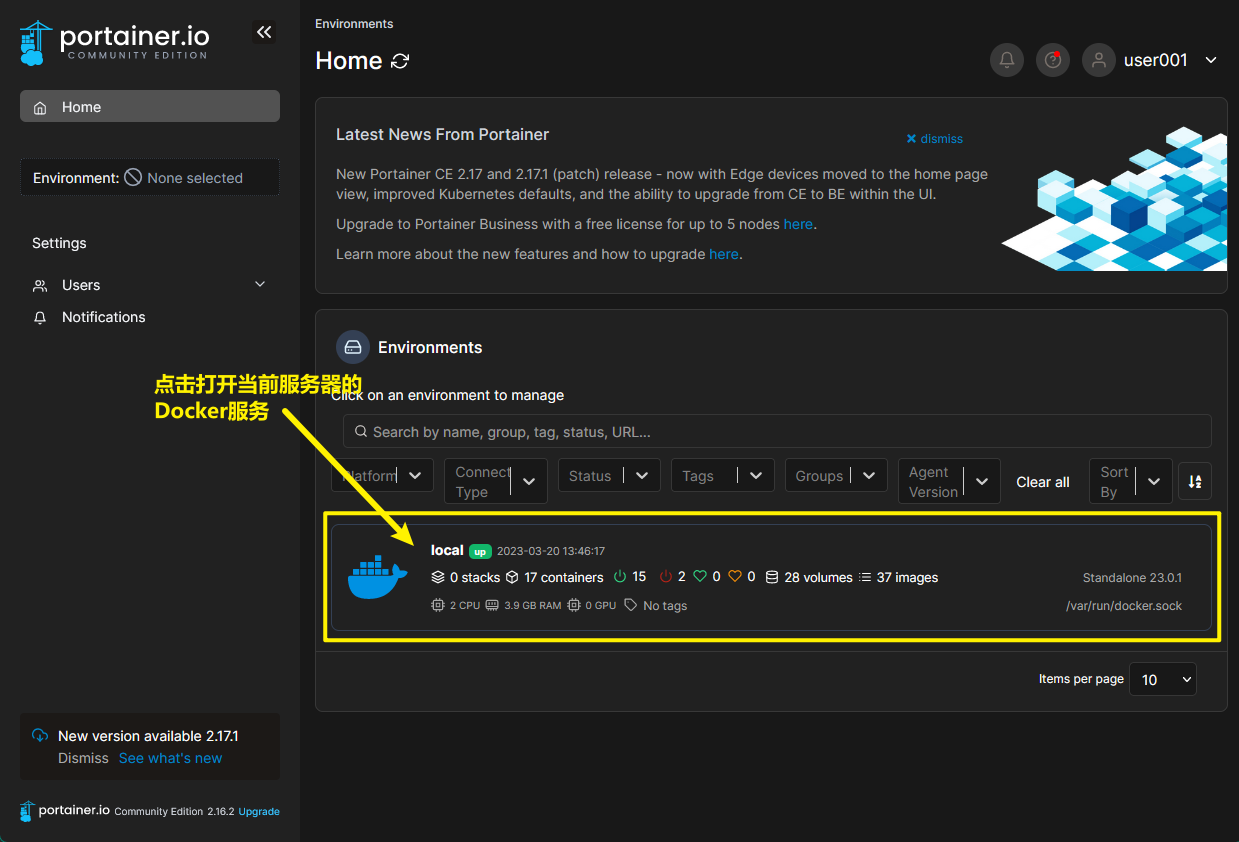 portainer.io
COMMUNITY EDITION
Home
Environment: None selected
Settings
Users
Notifications
New version available 2.17.1
Dismiss See what's new
portainer.io Community Edition 2.16.2 Upgrade
Environments
Home
user001
Latest News From Portainer
dismiss
New Portainer CE 2.17 and 2.17.1 (patch) release - now with Edge devices moved to the home page
view, improved Kubernetes defaults, and the ability to upgrade from CE to BE within the UI.
Upgrade to Portainer Business with a free license for up to 5 nodes here.
Learn more about the new features and how to upgrade here.
Environments
点击打开当前服务器的
Docker服务
Click on an environment to manage
Search by name, group, tag, status, URL...
Platform
Connect
Type
Status
Tags
Groups
Agent
Version
Clear all
Sort
By
local up 2023-03-20 13:46:17
0 stacks 17 containers 15 2 0 0 28 volumes 37 images
Standalone 23.0.1
2 CPU 3.9 GB RAM 0 GPU No tags
/var/run/docker.sock
Items per page 10